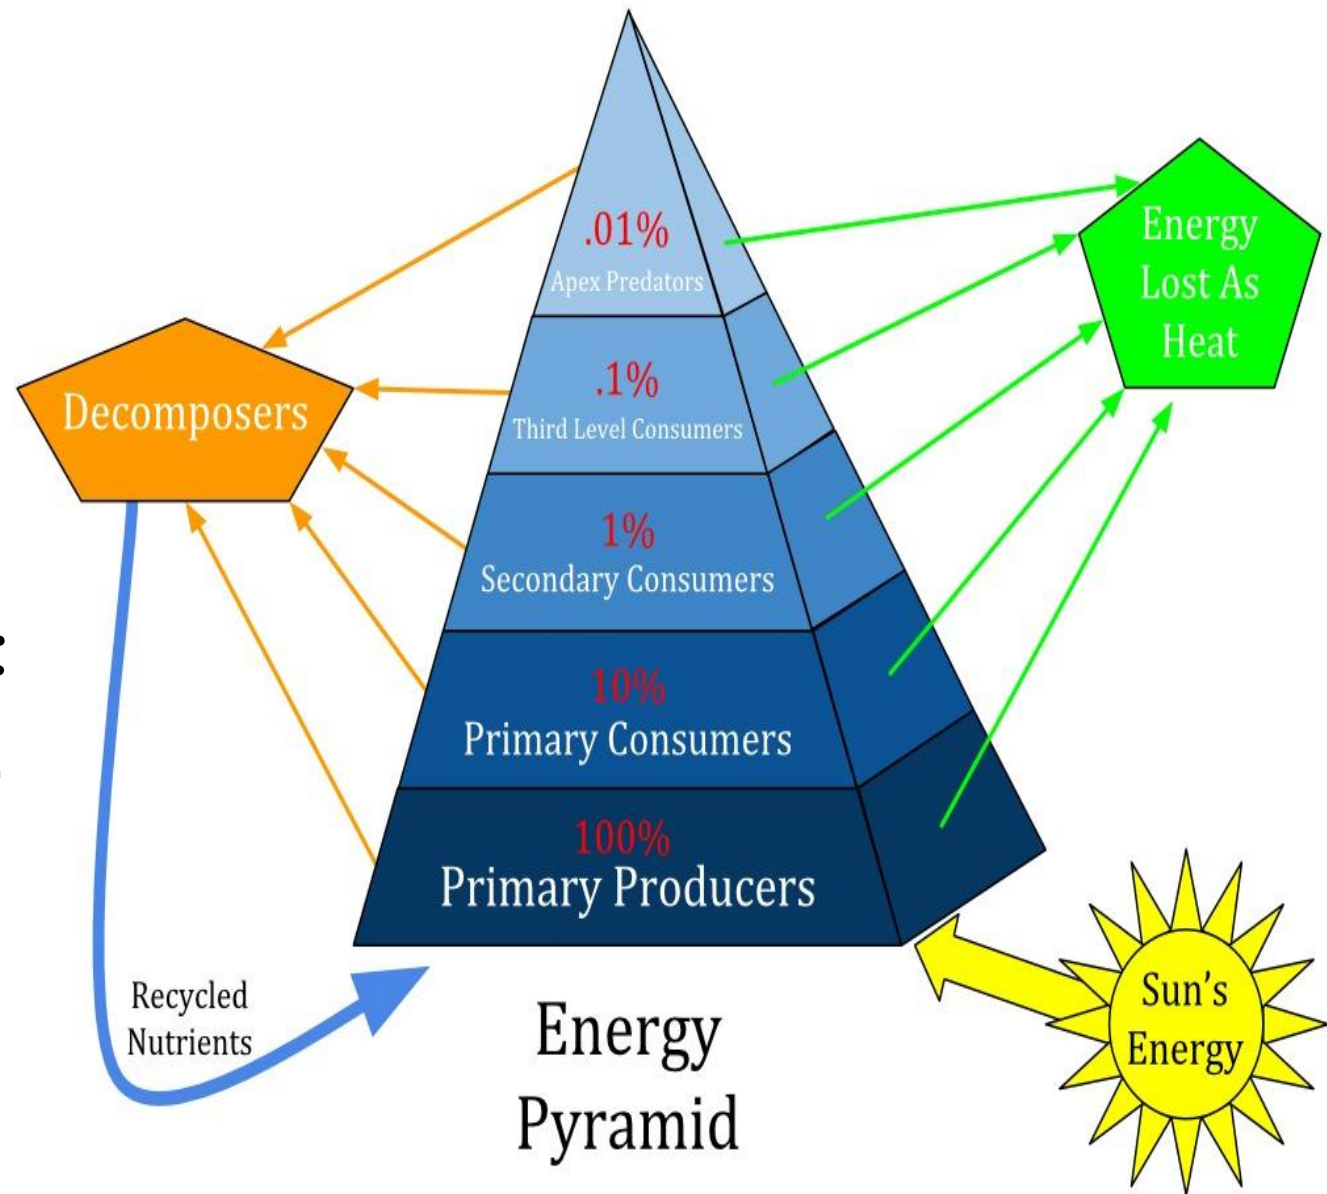 .01%
Apex Predators
.1%
Third Level Consumers
1%
Secondary Consumers
10%
Primary Consumers
100%
Primary Producers
Decomposers
Energy
Lost As
Heat
Recycled
Nutrients
Sun's
Energy
Energy
Pyramid
: